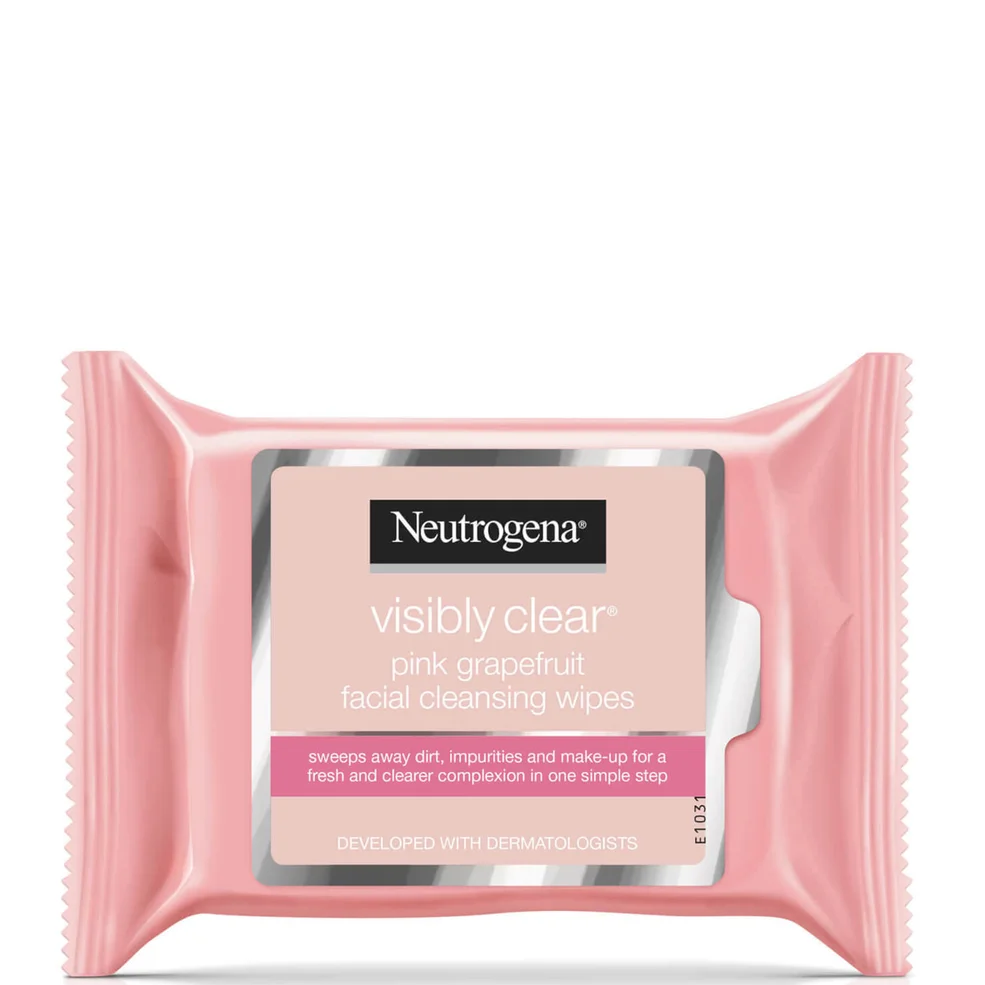 Neutrogena®
visibly clear®
pink grapefruit
facial cleansing wipes
sweeps away dirt, impurities and make-up for a
fresh and clearer complexion in one simple step
E1031
DEVELOPED WITH DERMATOLOGISTS